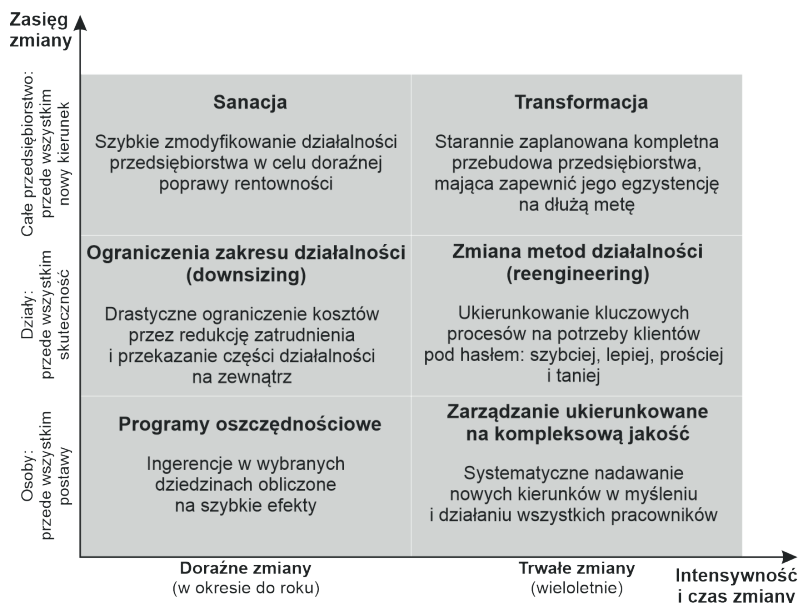 Zasięg
zmiany
Całe przedsiębiorstwo:
przede wszystkim
nowy kierunek
Sanacja
Szybkie zmodyfikowanie działalności
przedsiębiorstwa w celu doraźnej
poprawy rentowności
Transformacja
Starannie zaplanowana kompletna
przebudowa przedsiębiorstwa,
mająca zapewnić jego egzystencję
na dłuższą metę
Działy:
przede wszystkim
skuteczność
Ograniczenia zakresu działalności
(downsizing)
Drastyczne ograniczenie kosztów
przez redukcję zatrudnienia
i przekazanie części działalności
na zewnątrz
Zmiana metod działalności
(reengineering)
Ukierunkowanie kluczowych
procesów na potrzeby klientów
pod hasłem: szybciej, lepiej, prościej
i taniej
Osoby:
przede wszystkim
postawy
Programy oszczędnościowe
Ingerencje w wybranych
dziedzinach obliczone
na szybkie efekty
Zarządzanie ukierunkowane
na kompleksową jakość
Systematyczne nadawanie
nowych kierunków w myśleniu
i działaniu wszystkich pracowników
Doraźne zmiany
(w okresie do roku)
Trwałe zmiany
(wieloletnie)
Intensywność
i czas zmiany